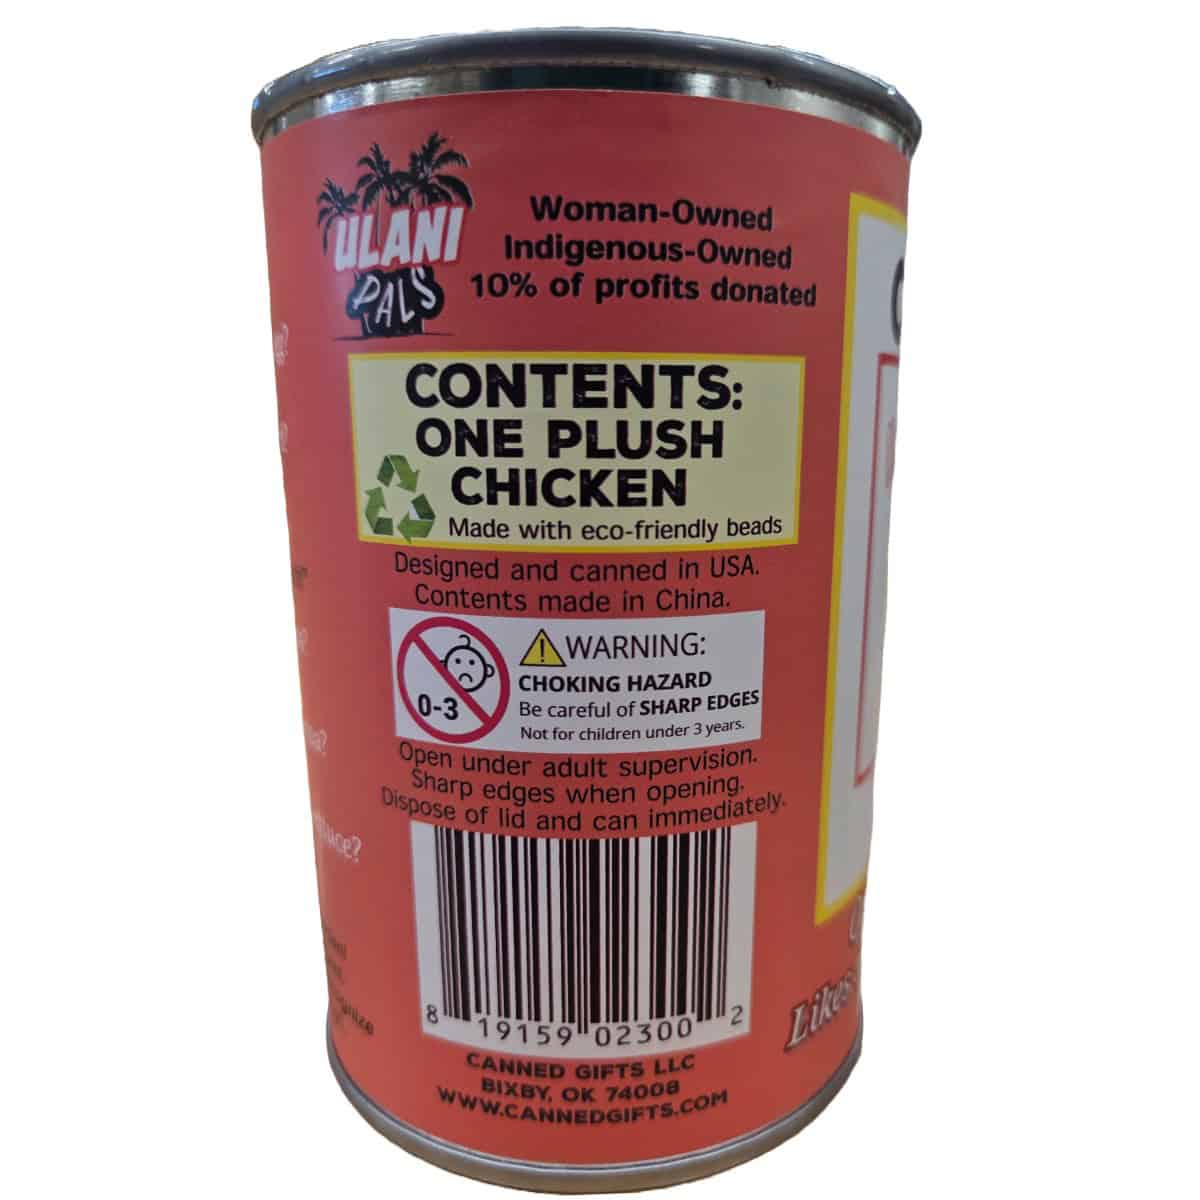 ULANI
PALS
Woman-Owned
Indigenous-Owned
10% of profits donated
CONTENTS:
ONE PLUSH
CHICKEN
Made with eco-friendly beads
Designed and canned in USA.
Contents made in China.
0-3
WARNING:
CHOKING HAZARD
Be careful of SHARP EDGES
Not for children under 3 years.
Open under adult supervision.
Sharp edges when opening.
Dispose of lid and can immediately.
8 19159 02300 2
CANNED GIFTS LLC
BIXBY, OK 74008
WWW.CANNEDGIFTS.COM
Likes